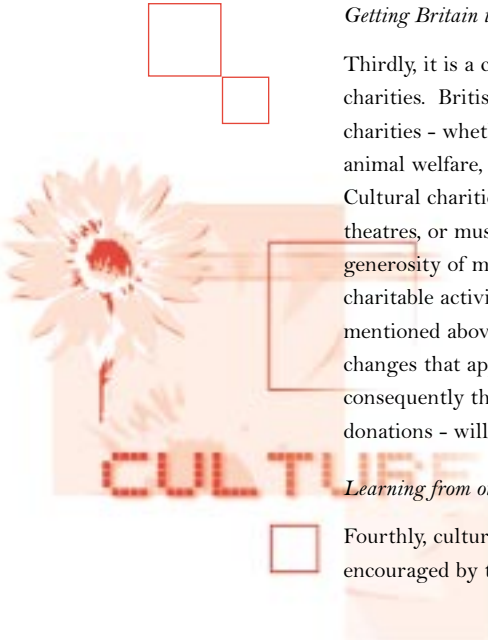 Getting Britain
Thirdly, it is a
charities. Britis
charities - whet
animal welfare,
Cultural chariti
theatres, or mus
generosity of m
charitable activi
mentioned abov
changes that ap
consequently th
donations - will
CULTURE
Learning from o
Fourthly, cultur
encouraged by t